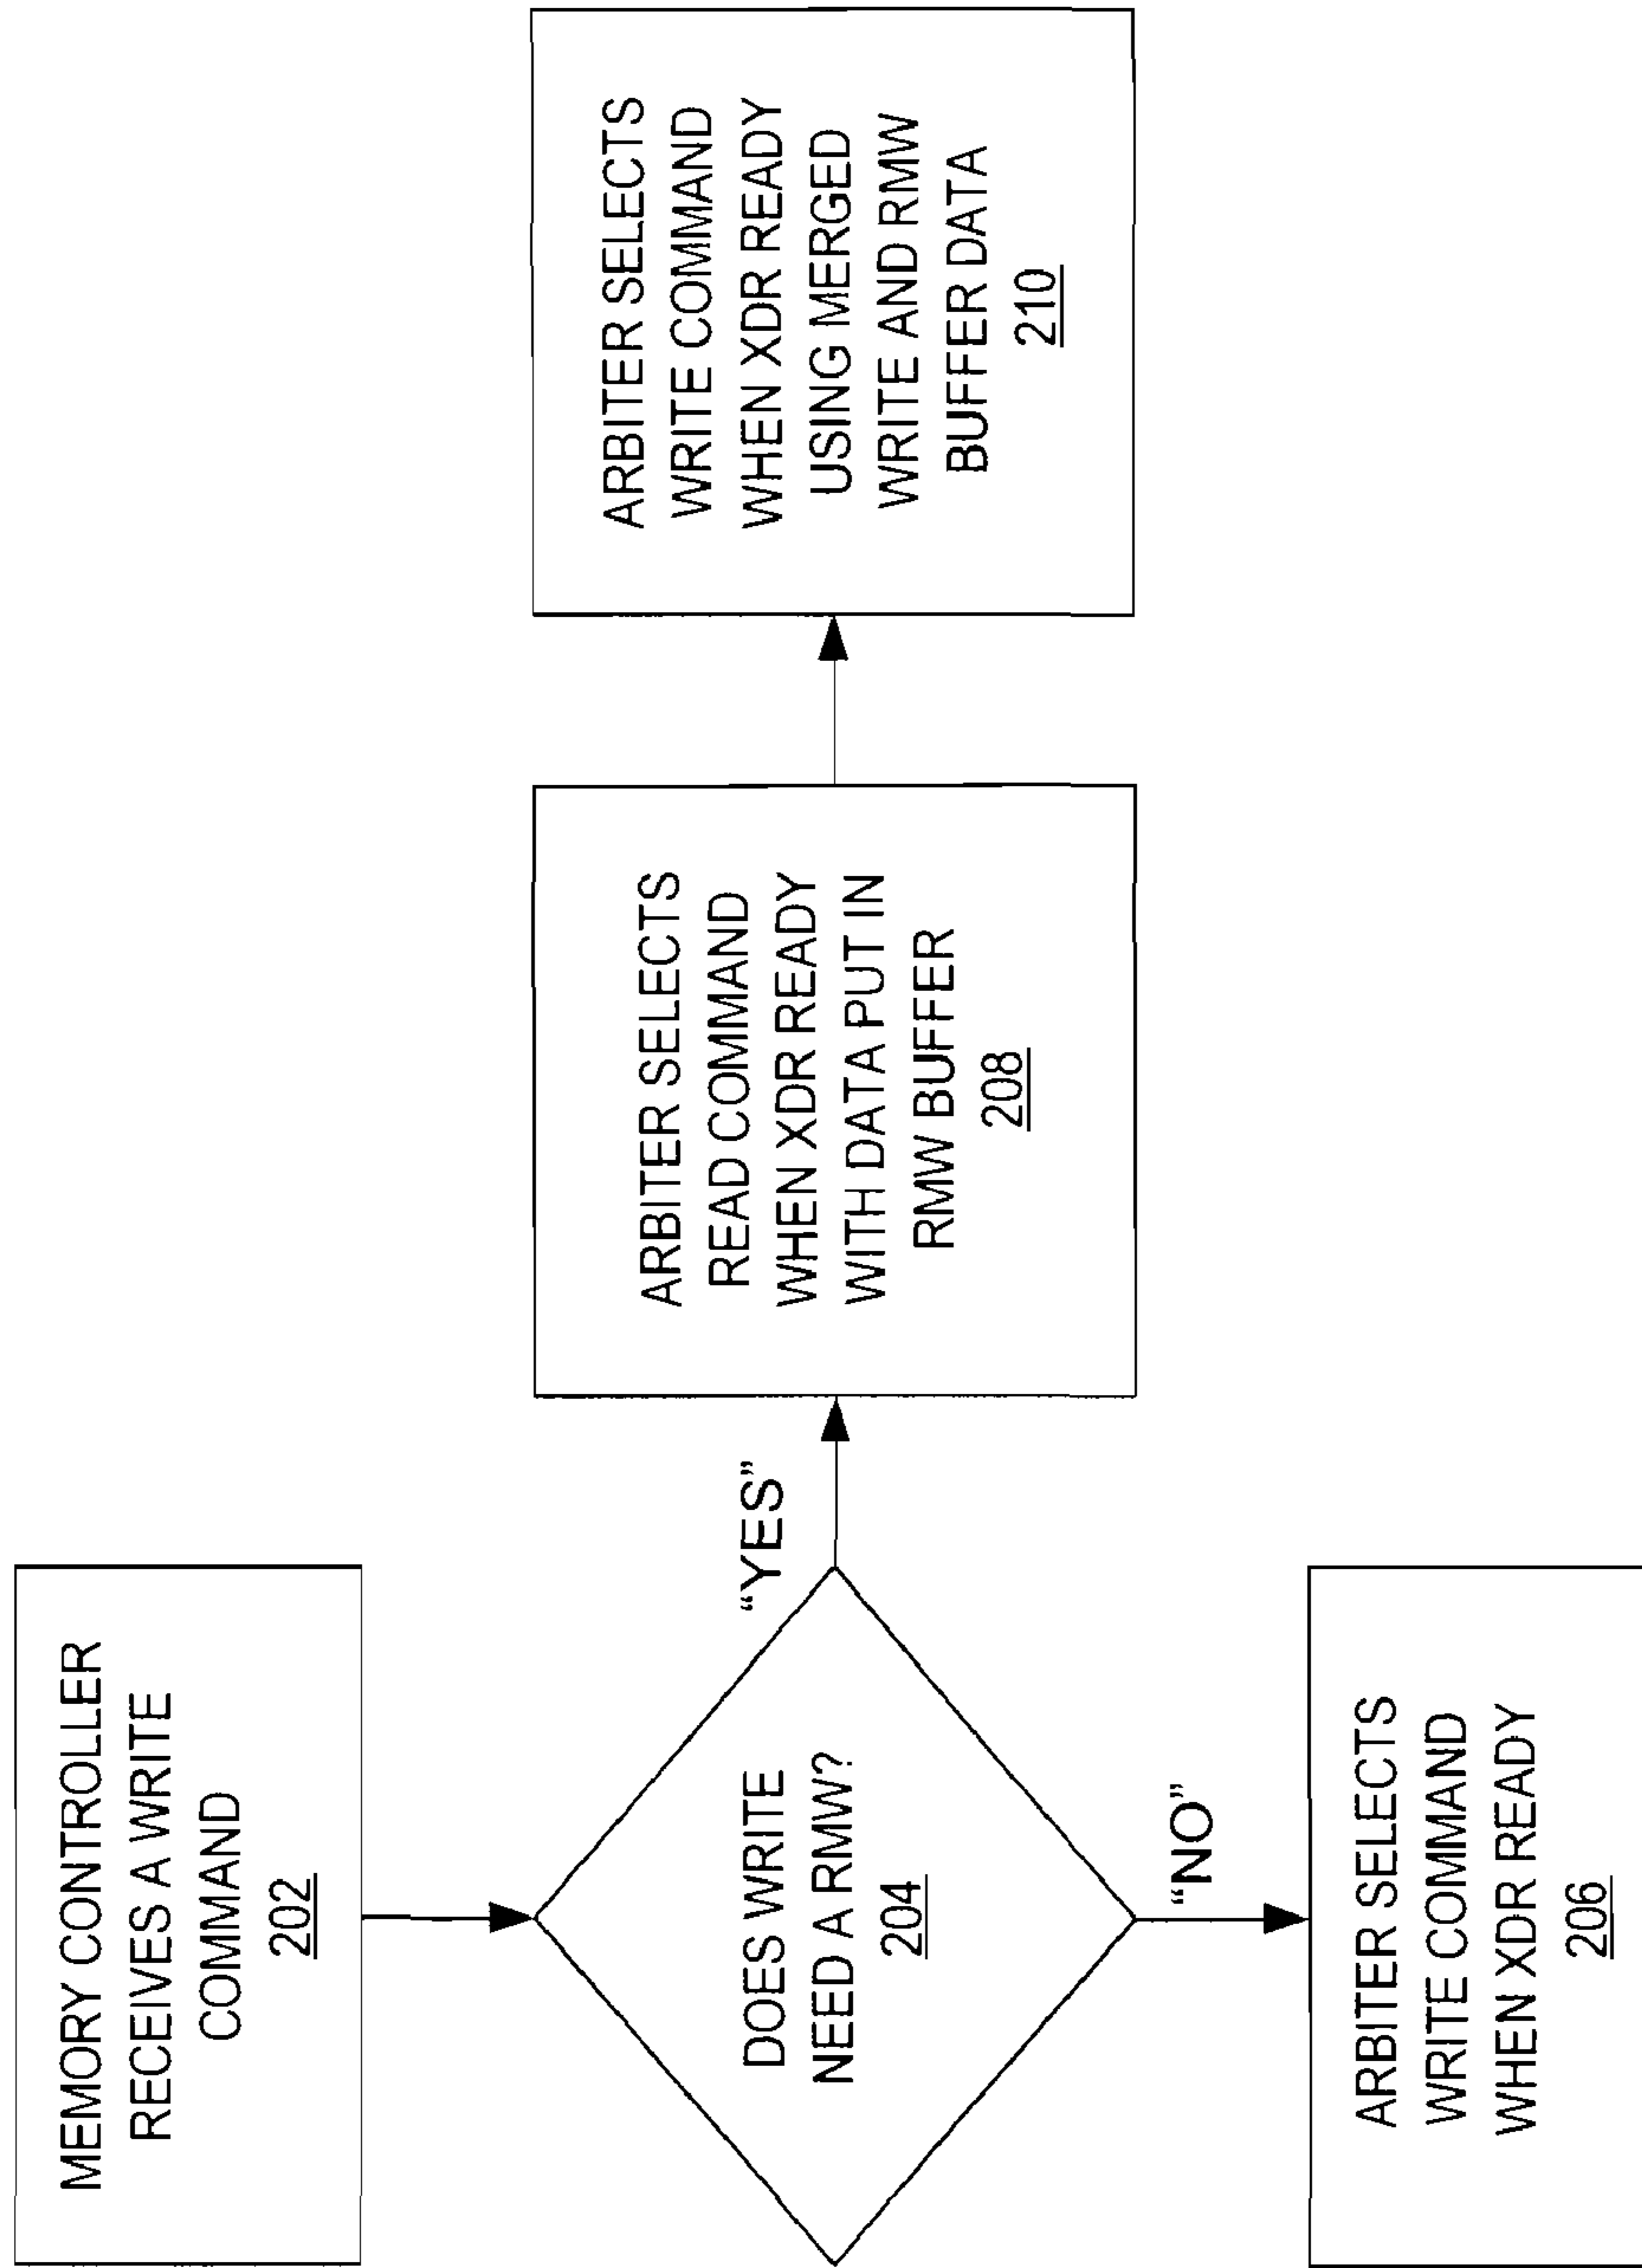 MEMORY CONTROLLER
RECEIVES A WRITE
COMMAND
202
DOES WRITE
NEED A RMW?
204
“YES”
“NO”
ARBITER SELECTS
WRITE COMMAND
WHEN XDR READY
206
ARBITER SELECTS
READ COMMAND
WHEN XDR READY
WITH DATA PUT IN
RMW BUFFER
208
ARBITER SELECTS
WRITE COMMAND
WHEN XDR READY
USING MERGED
WRITE AND RMW
BUFFER DATA
210